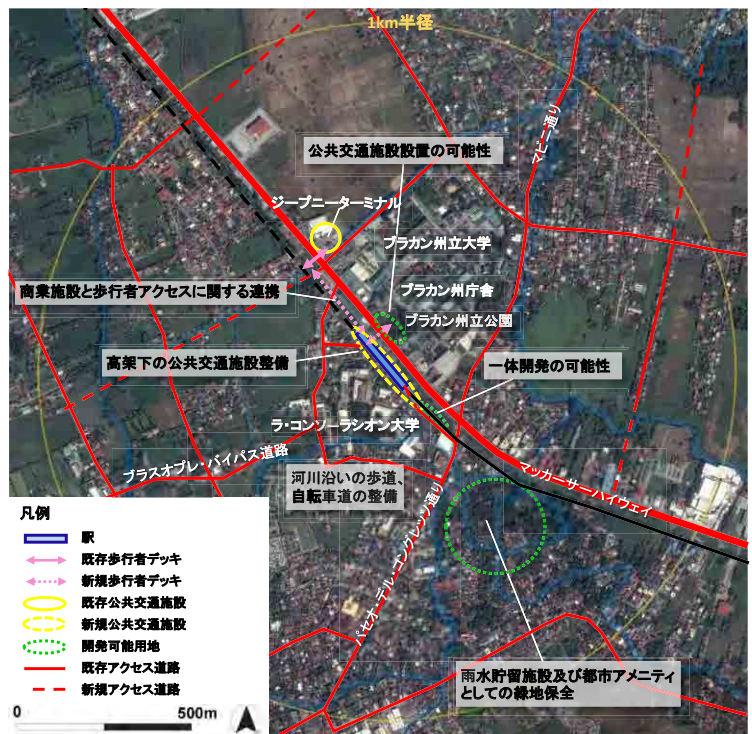 1km半径
マビニ通り
公共交通施設設置の可能性
ジープニーターミナル
ブラカン州立大学
商業施設と歩行者アクセスに関する連携
ブラカン州庁舎
ブラカン州立公園
高架下の公共交通施設整備
一体開発の可能性
ラ・コンソーラシオン大学
ブラスオプレ・バイパス道路
河川沿いの歩道、
自転車道の整備
マッカーサーハイウェイ
パセオ・デル・コングレッソ通り
雨水貯留施設及び都市アメニティ
としての緑地保全
凡例
駅
既存歩行者デッキ
新規歩行者デッキ
既存公共交通施設
新規公共交通施設
開発可能用地
既存アクセス道路
新規アクセス道路
0 500m